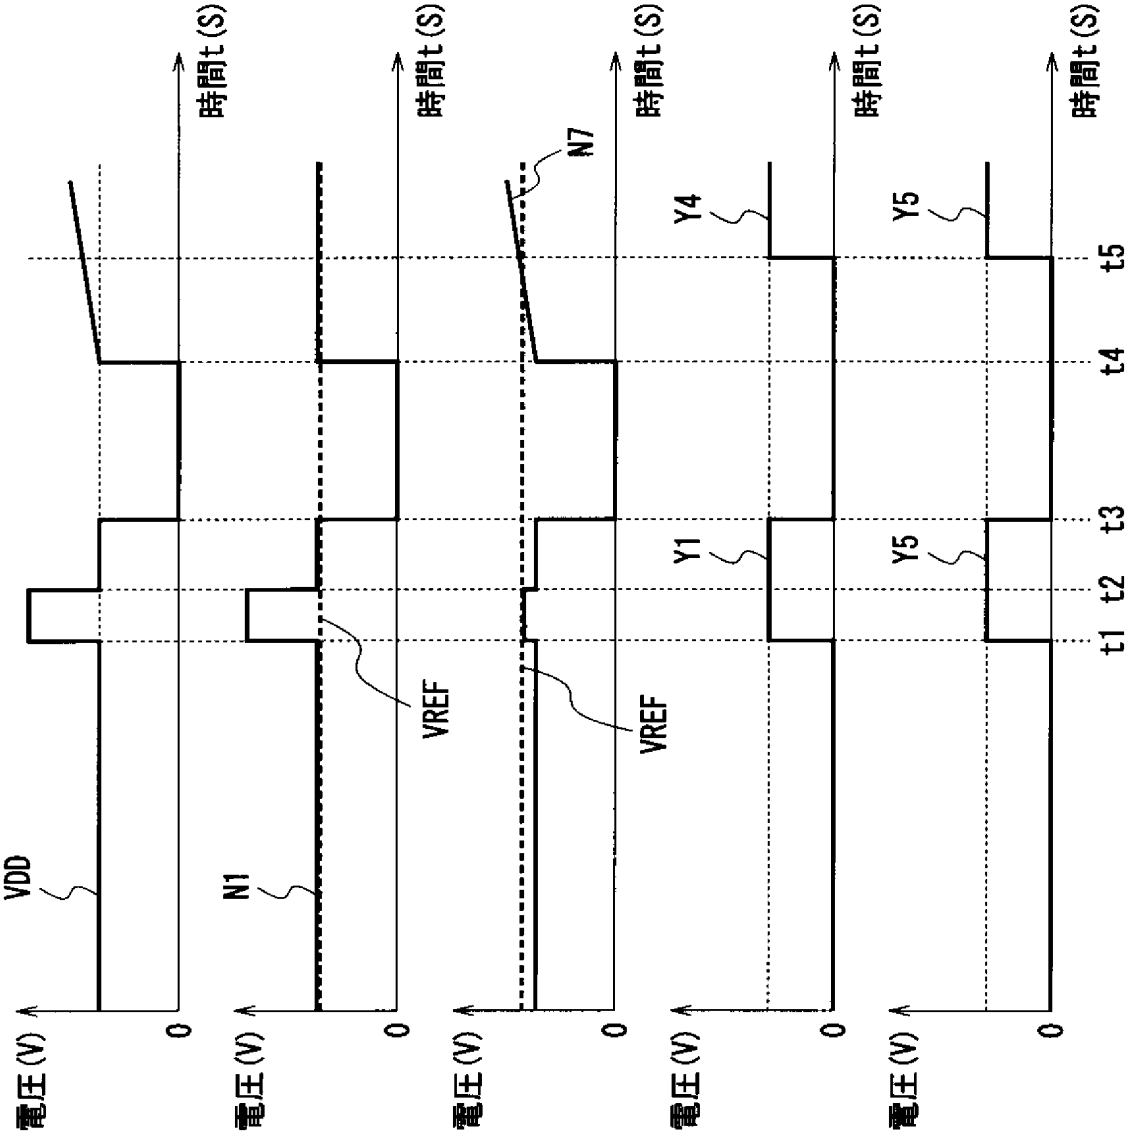 電圧(V)
VDD
0
時間t(S)
電圧(V)
N1
VREF
0
時間t(S)
電圧(V)
VREF
N7
0
時間t(S)
電圧(V)
Y1
Y4
0
時間t(S)
電圧(V)
Y5
Y5
0
時間t(S)
t1
t2
t3
t4
t5